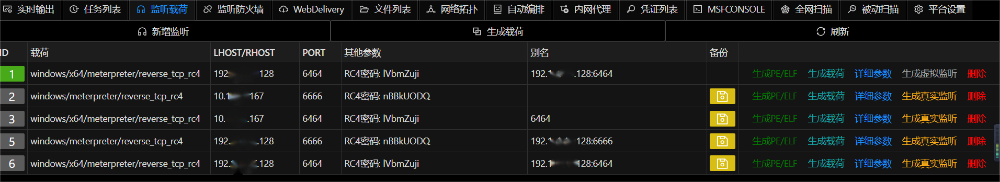 实时输出 任务列表 监听载荷 监听防火墙 WebDelivery 文件列表 网络拓扑 自动编排 内网代理 凭证列表 MSFCONSOLE 全网扫描 被动扫描 平台设置
新增监听 生成载荷 刷新
ID 载荷 LHOST/RHOST PORT 其他参数 别名 备份
1 windows/x64/meterpreter/reverse_tcp_rc4 192 128 6464 RC4密码: lVbmZuji 192.1 .128:6464 生成PE/ELF 生成载荷 详细参数 生成虚拟监听 删除
2 windows/meterpreter/reverse_tcp_rc4 10.1 167 6666 RC4密码: nBBkUODQ 生成PE/ELF 生成载荷 详细参数 生成真实监听 删除
3 windows/x64/meterpreter/reverse_tcp_rc4 10. .167 6464 RC4密码: lVbmZuji 6464 生成PE/ELF 生成载荷 详细参数 生成真实监听 删除
5 windows/meterpreter/reverse_tcp_rc4 192. .128 6666 RC4密码: nBBkUODQ 192.1 128:6666 生成PE/ELF 生成载荷 详细参数 生成真实监听 删除
6 windows/x64/meterpreter/reverse_tcp_rc4 192.1 .128 6464 RC4密码: lVbmZuji 192.1 128:6464 生成PE/ELF 生成载荷 详细参数 生成真实监听 删除